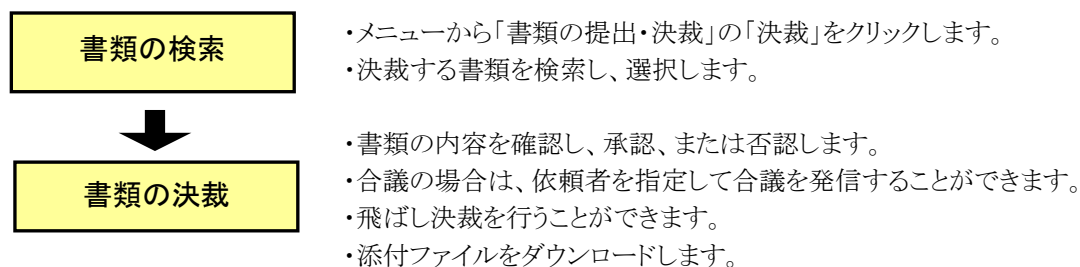 書類の検索
・メニューから「書類の提出・決裁」の「決裁」をクリックします。
・決裁する書類を検索し、選択します。
書類の決裁
・書類の内容を確認し、承認、または否認します。
・合議の場合は、依頼者を指定して合議を発信することができます。
・飛ばし決裁を行うことができます。
・添付ファイルをダウンロードします。